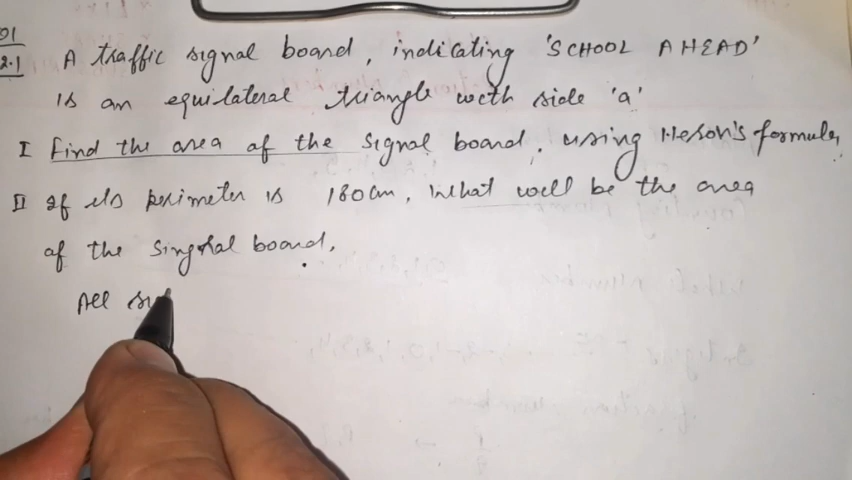 01
2.1 A traffic signal board, indicating 'SCHOOL AHEAD'
is an equilateral triangle with side 'a'
I Find the area of the signal board. using Heron's formula,
II If its perimeter is 180cm, What will be the area
of the singnal board.
All